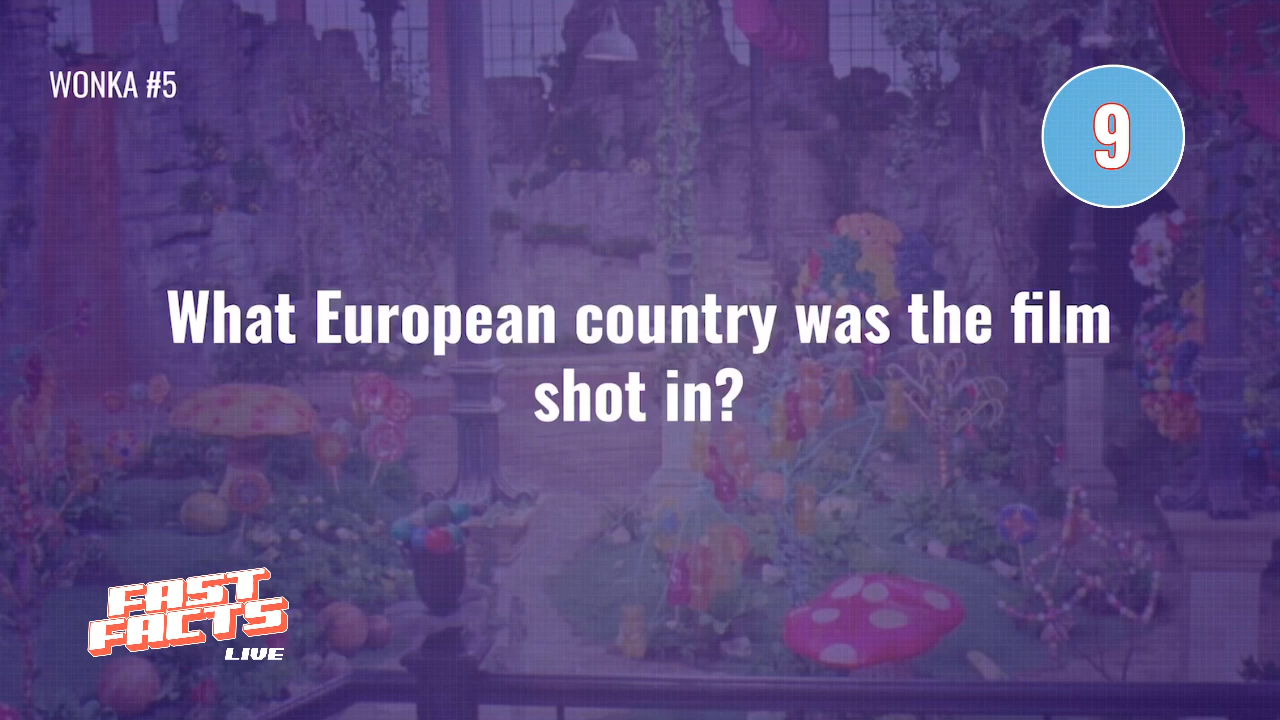 WONKA #5
9
What European country was the film
shot in?
FAST
FACTS
LIVE